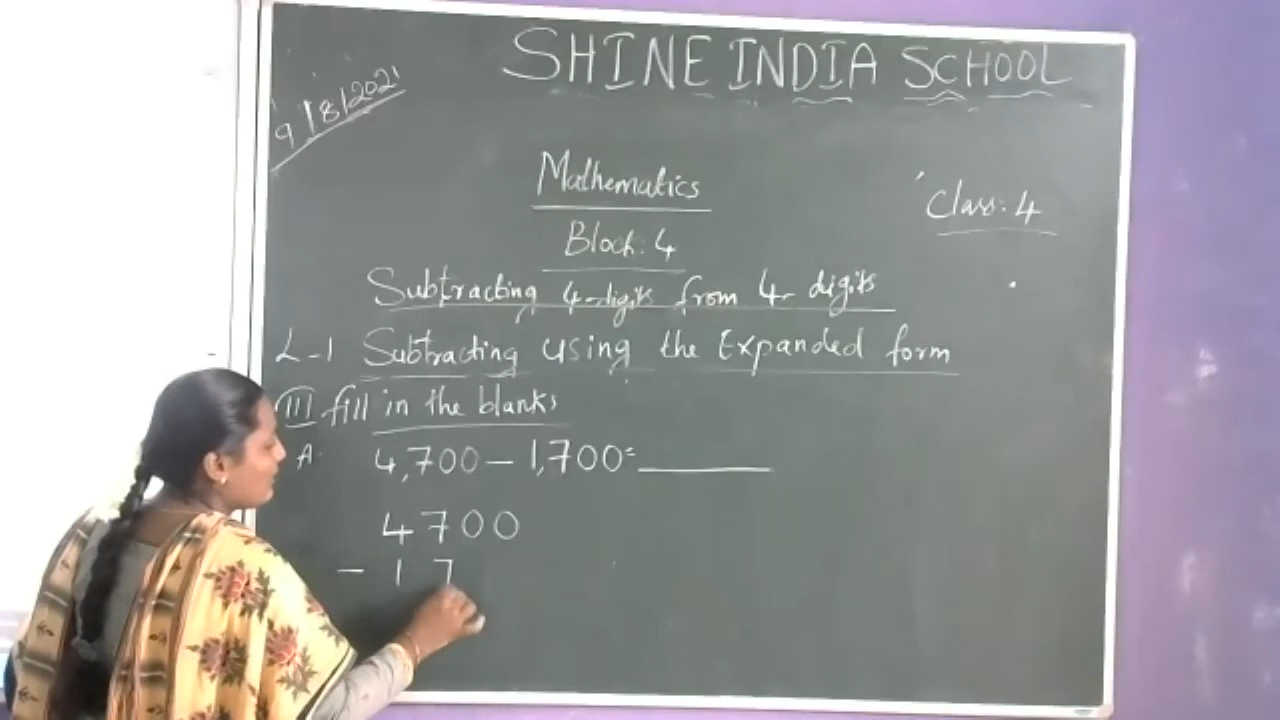 SHINE INDIA SCHOOL
9/8/2021
Mathematics
Class: 4
Block: 4
Subtracting 4-digits from 4-digits
L-1 Subtracting using the Expanded form
III fill in the blanks
A. 4,700 - 1,700 = ________
4700
- 17